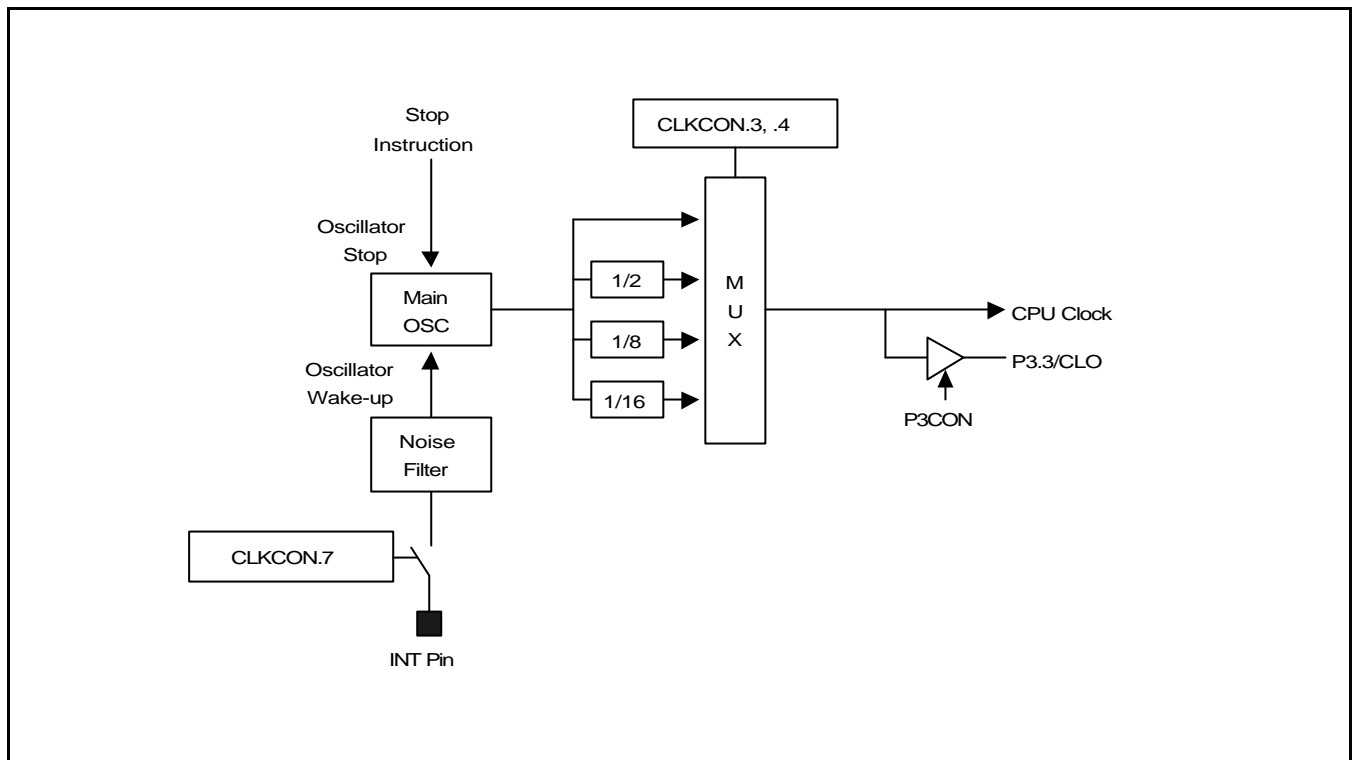 Stop
Instruction
CLKCON.3, .4
Oscillator
Stop
Main
OSC
1/2
1/8
1/16
M
U
X
CPU Clock
P3.3/CLO
P3CON
Oscillator
Wake-up
Noise
Filter
CLKCON.7
INT Pin